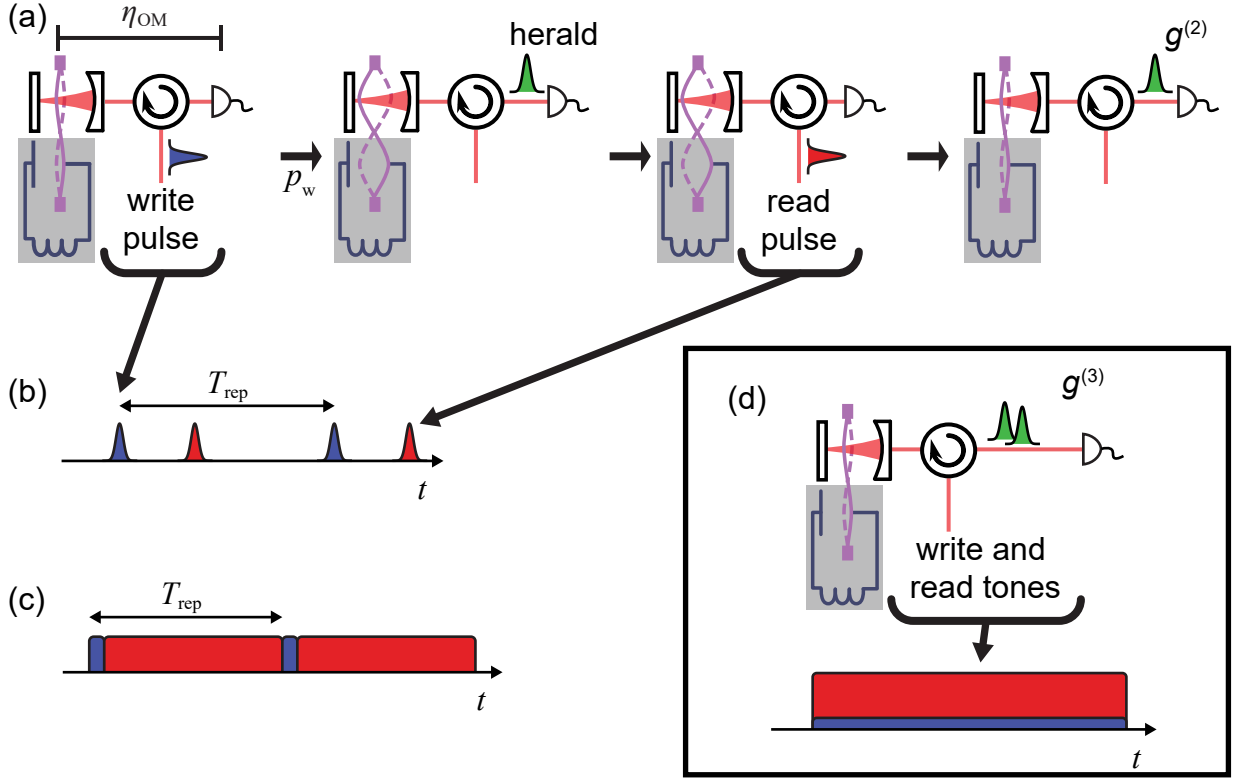 (a)
η_OM
herald
g^(2)
p_w
write
pulse
read
pulse
(b)
T_rep
t
(c)
T_rep
t
(d)
g^(3)
write and
read tones
t